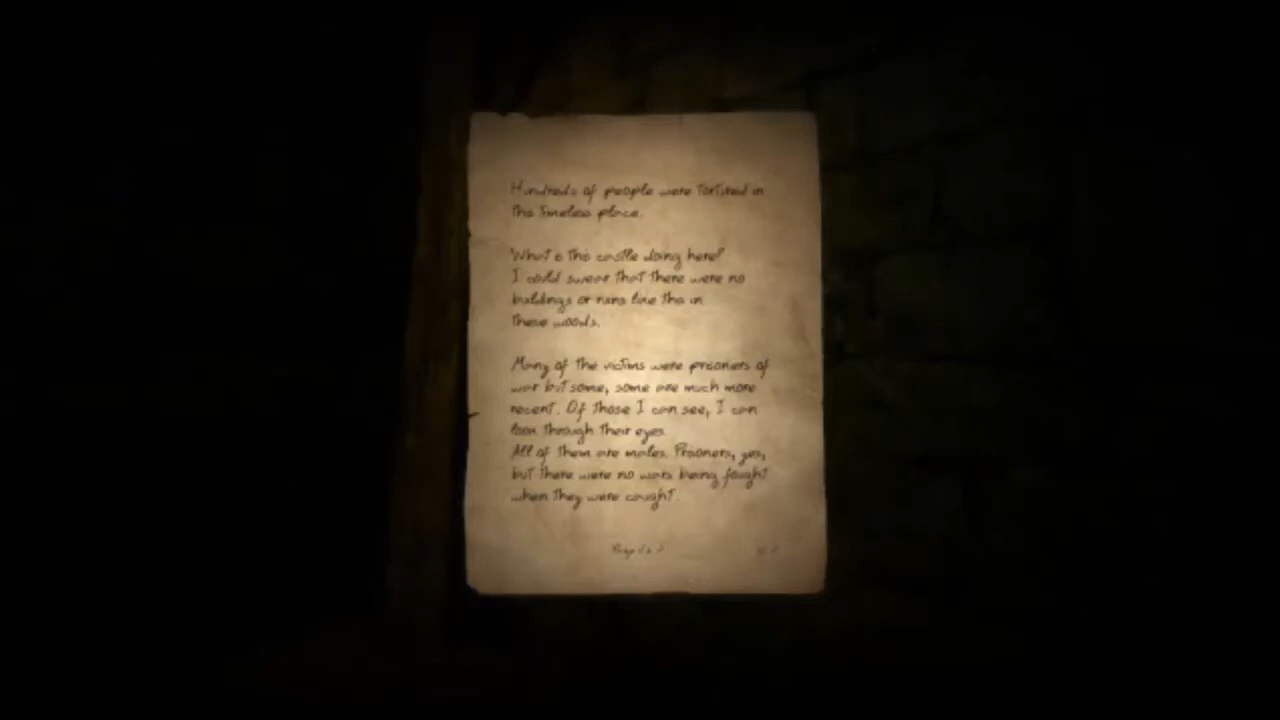 Hundreds of people were tortured in
this timeless place.
What is this castle doing here?
I could swear that there were no
buildings or ruins like this in
these woods.
Many of the victims were prisoners of
war but some, some are much more
recent. Of those I can see, I can
look through their eyes.
All of them are males. Prisoners, yes,
but there were no wars being fought
when they were caught.
Page